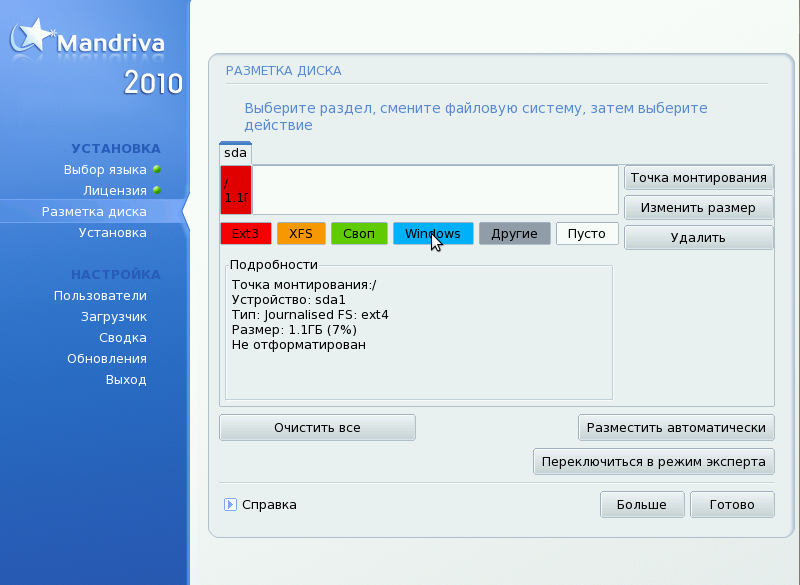 Mandriva
2010
УСТАНОВКА
Выбор языка
Лицензия
Разметка диска
Установка
НАСТРОЙКА
Пользователи
Загрузчик
Сводка
Обновления
Выход
РАЗМЕТКА ДИСКА
Выберите раздел, смените файловую систему, затем выберите
действие
sda
/
1.1Г
Точка монтирования
Изменить размер
Удалить
Ext3 XFS Своп Windows Другие Пусто
Подробности
Точка монтирования:/
Устройство: sda1
Тип: Journalised FS: ext4
Размер: 1.1ГБ (7%)
Не отформатирован
Очистить все
Разместить автоматически
Переключиться в режим эксперта
Справка
Больше
Готово